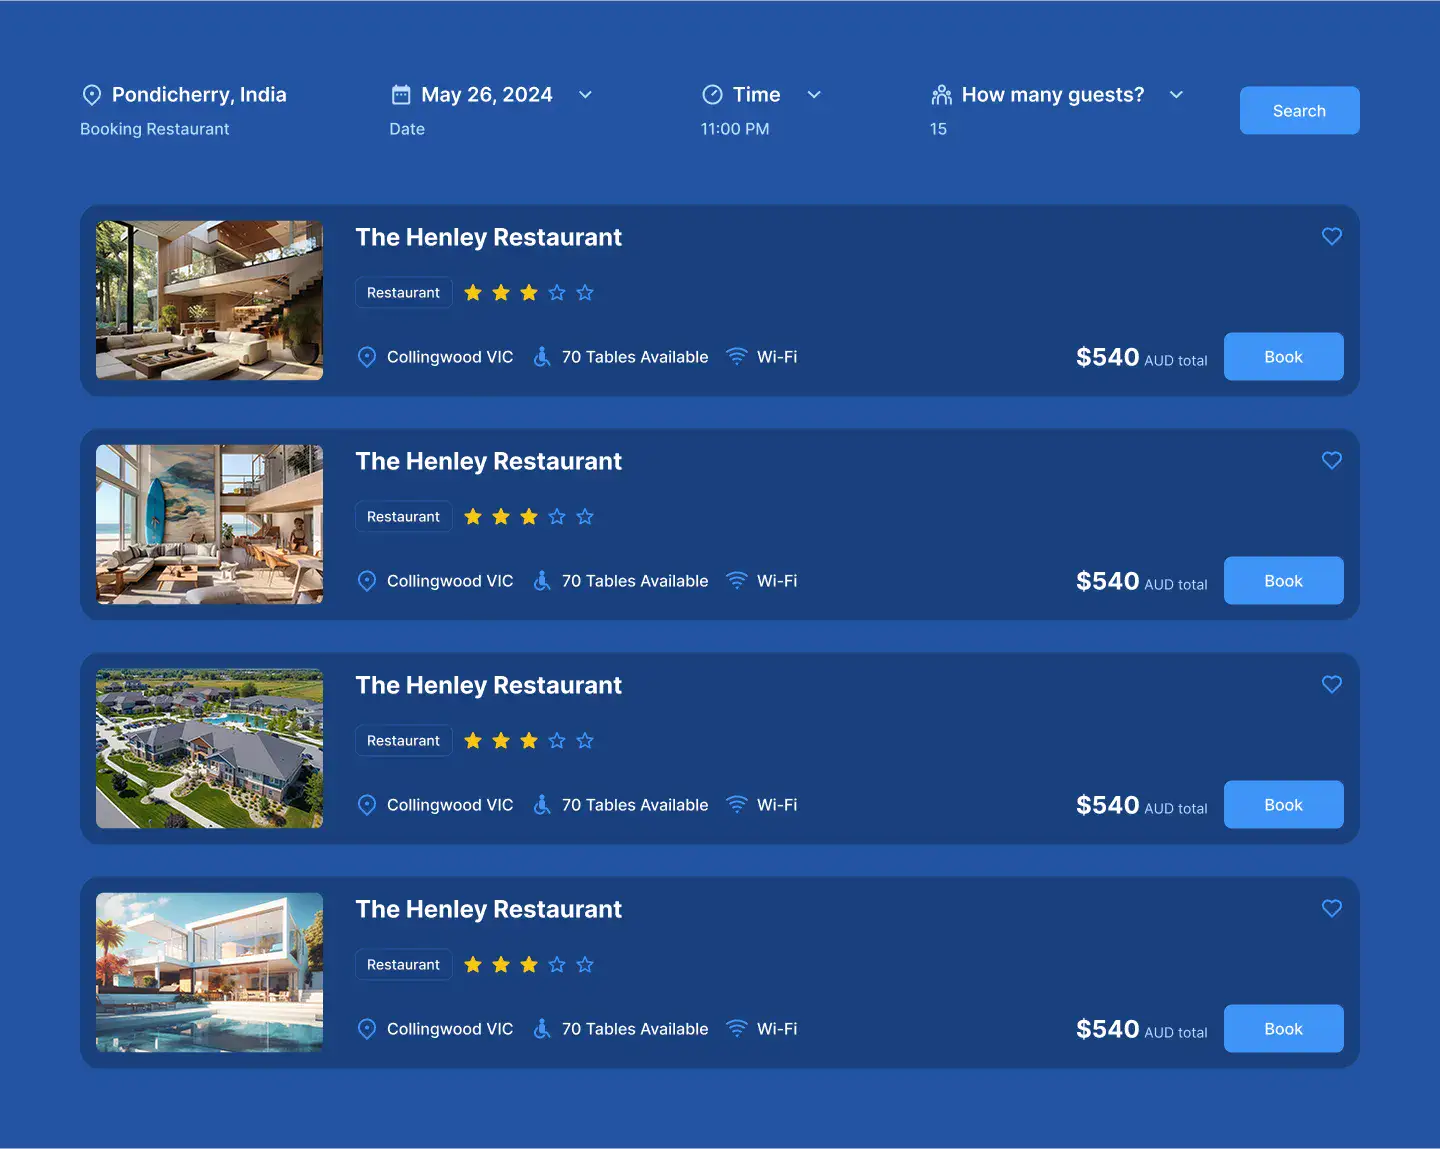 Pondicherry, India
Booking Restaurant
May 26, 2024
Date
Time
11:00 PM
How many guests?
15
Search
The Henley Restaurant
Restaurant
Collingwood VIC
70 Tables Available
Wi-Fi
$540 AUD total
Book
The Henley Restaurant
Restaurant
Collingwood VIC
70 Tables Available
Wi-Fi
$540 AUD total
Book
The Henley Restaurant
Restaurant
Collingwood VIC
70 Tables Available
Wi-Fi
$540 AUD total
Book
The Henley Restaurant
Restaurant
Collingwood VIC
70 Tables Available
Wi-Fi
$540 AUD total
Book